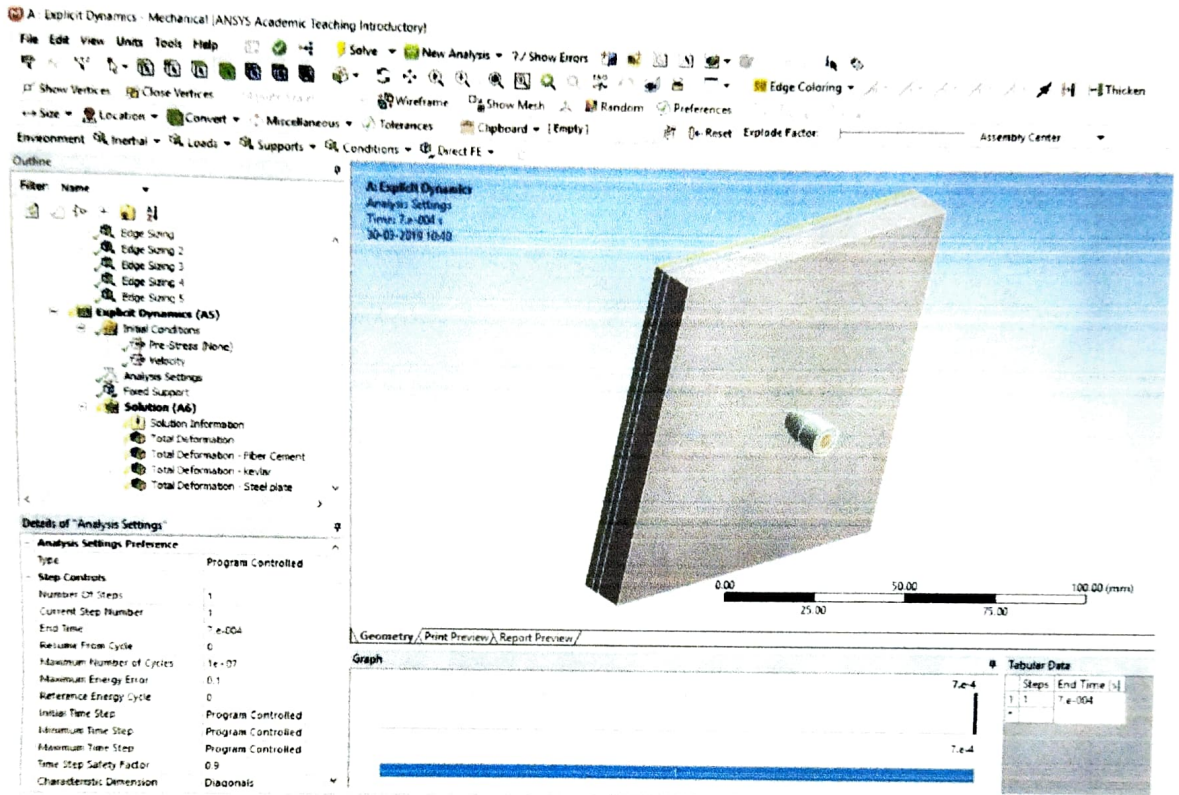 A : Explicit Dynamics - Mechanical [ANSYS Academic Teaching Introductory]
File Edit View Units Tools Help Solve New Analysis ?/ Show Errors
Edge Coloring Thicken
Show Vertices Close Vertices Wireframe Show Mesh Random Preferences
Size Location Convert Miscellaneous Tolerances Clipboard [Empty] Reset Explode Factor: Assembly Center
Environment Inertial Loads Supports Conditions Direct FE
Outline
Filter: Name
Edge Sizing
Edge Sizing 2
Edge Sizing 3
Edge Sizing 4
Edge Sizing 5
Explicit Dynamics (A5)
Initial Conditions
Pre-Stress (None)
Velocity
Analysis Settings
Fixed Support
Solution (A6)
Solution Information
Total Deformation
Total Deformation - Fiber Cement
Total Deformation - kevlar
Total Deformation - Steel plate
A: Explicit Dynamics
Analysis Settings
Time: 7.e-004 s
30-03-2019 10:40
0.00 50.00 100.00 (mm)
25.00 75.00
Geometry Print Preview Report Preview
Details of "Analysis Settings"
Analysis Settings Preference
Type Program Controlled
Step Controls
Number Of Steps 1
Current Step Number 1
End Time 7.e-004
Resume From Cycle 0
Maximum Number of Cycles 1e+07
Maximum Energy Error 0.1
Reference Energy Cycle 0
Initial Time Step Program Controlled
Minimum Time Step Program Controlled
Maximum Time Step Program Controlled
Time Step Safety Factor 0.9
Characteristic Dimension Diagonals
Graph
7.e-4
7.e-4
1
Tabular Data
Steps End Time [s]
1 1 7.e-004
*